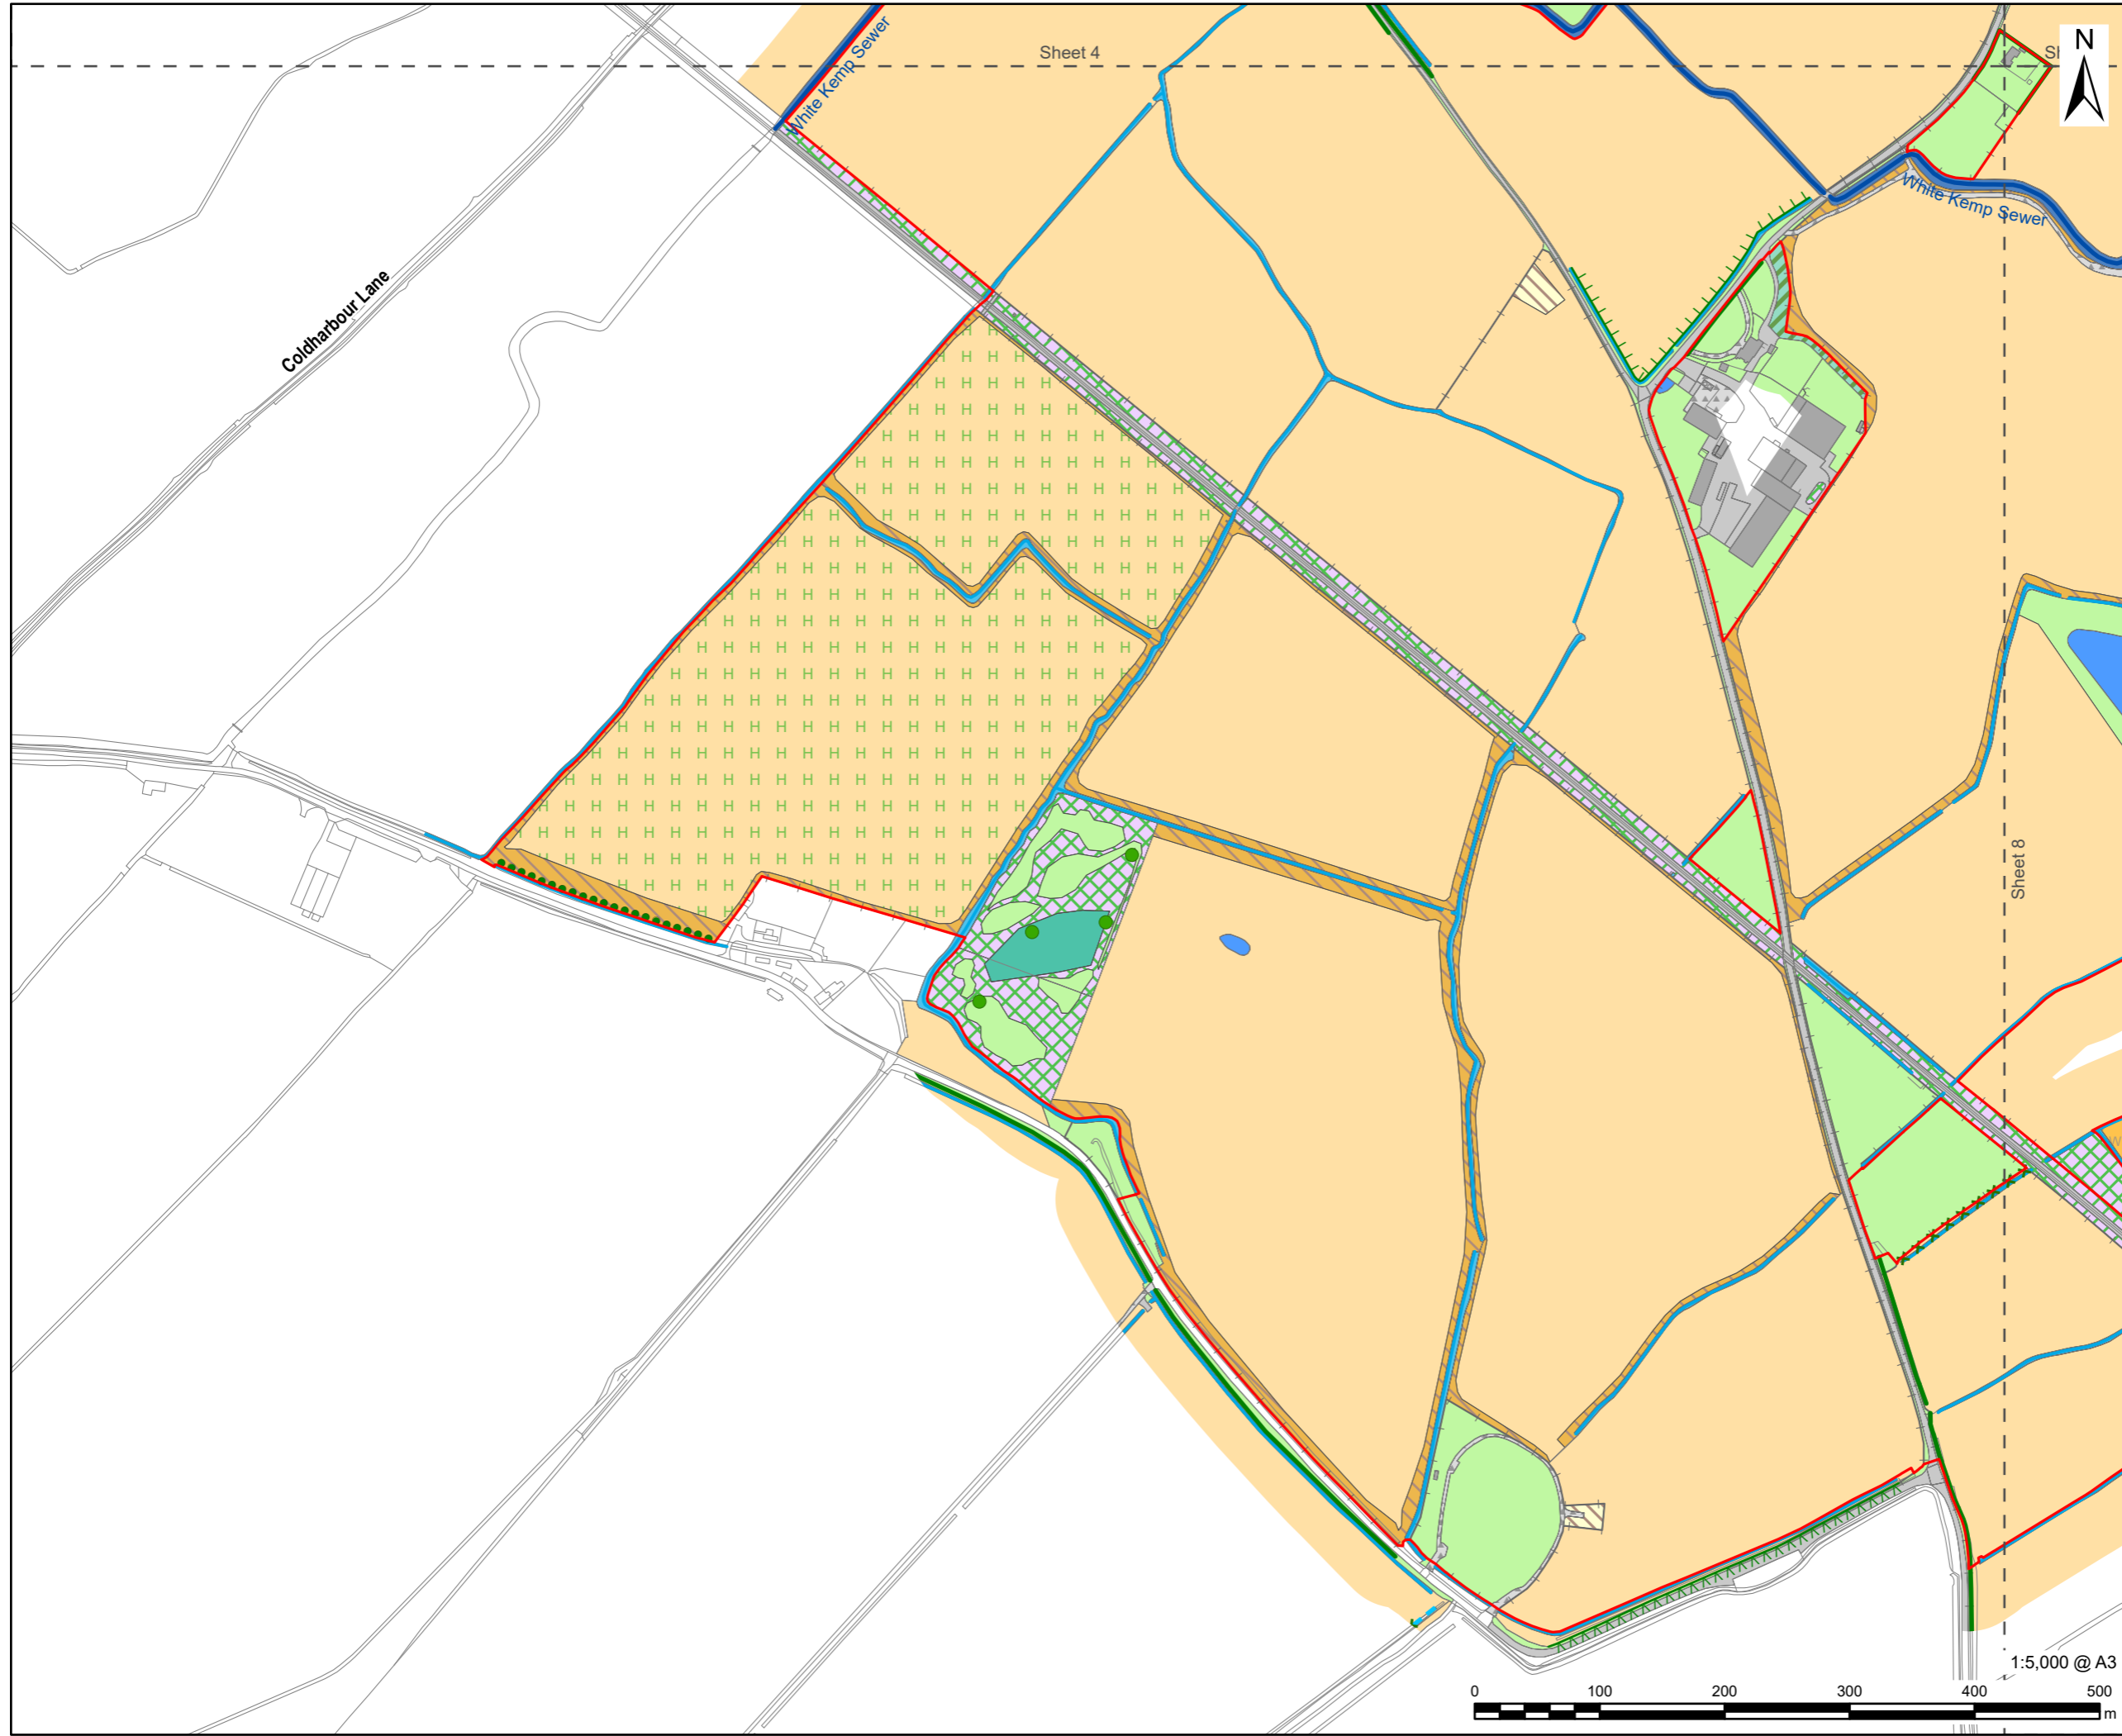 Sheet 4
N
White Kemp Sewer
White Kemp Sewer
Coldharbour Lane
Sheet 8
1:5,000 @ A3
0 100 200 300 400 500
m